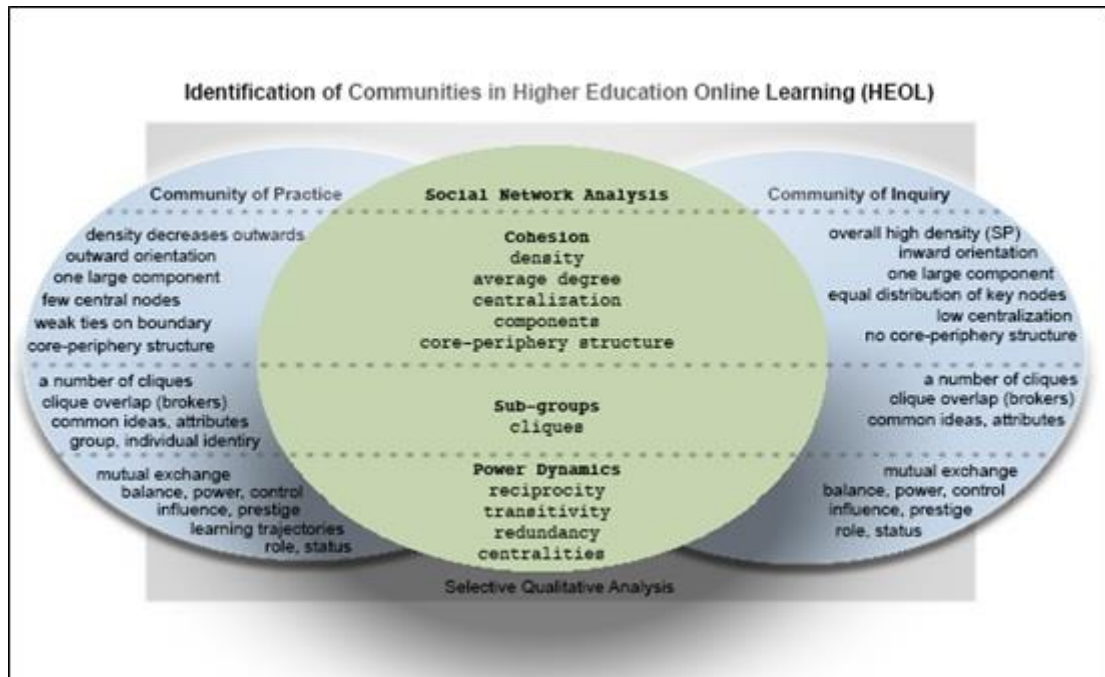 Identification of Communities in Higher Education Online Learning (HEOL)
Community of Practice
density decreases outwards
outward orientation
one large component
few central nodes
weak ties on boundary
core-periphery structure
a number of cliques
clique overlap (brokers)
common ideas, attributes
group, individual identiry
mutual exchange
balance, power, control
influence, prestige
learning trajectories
role, status
Social Network Analysis
Cohesion
density
average degree
centralization
components
core-periphery structure
Sub-groups
cliques
Power Dynamics
reciprocity
transitivity
redundancy
centralities
Community of Inquiry
overall high density (SP)
inward orientation
one large component
equal distribution of key nodes
low centralization
no core-periphery structure
a number of cliques
clique overlap (brokers)
common ideas, attributes
mutual exchange
balance, power, control
influence, prestige
role, status
Selective Qualitative Analysis